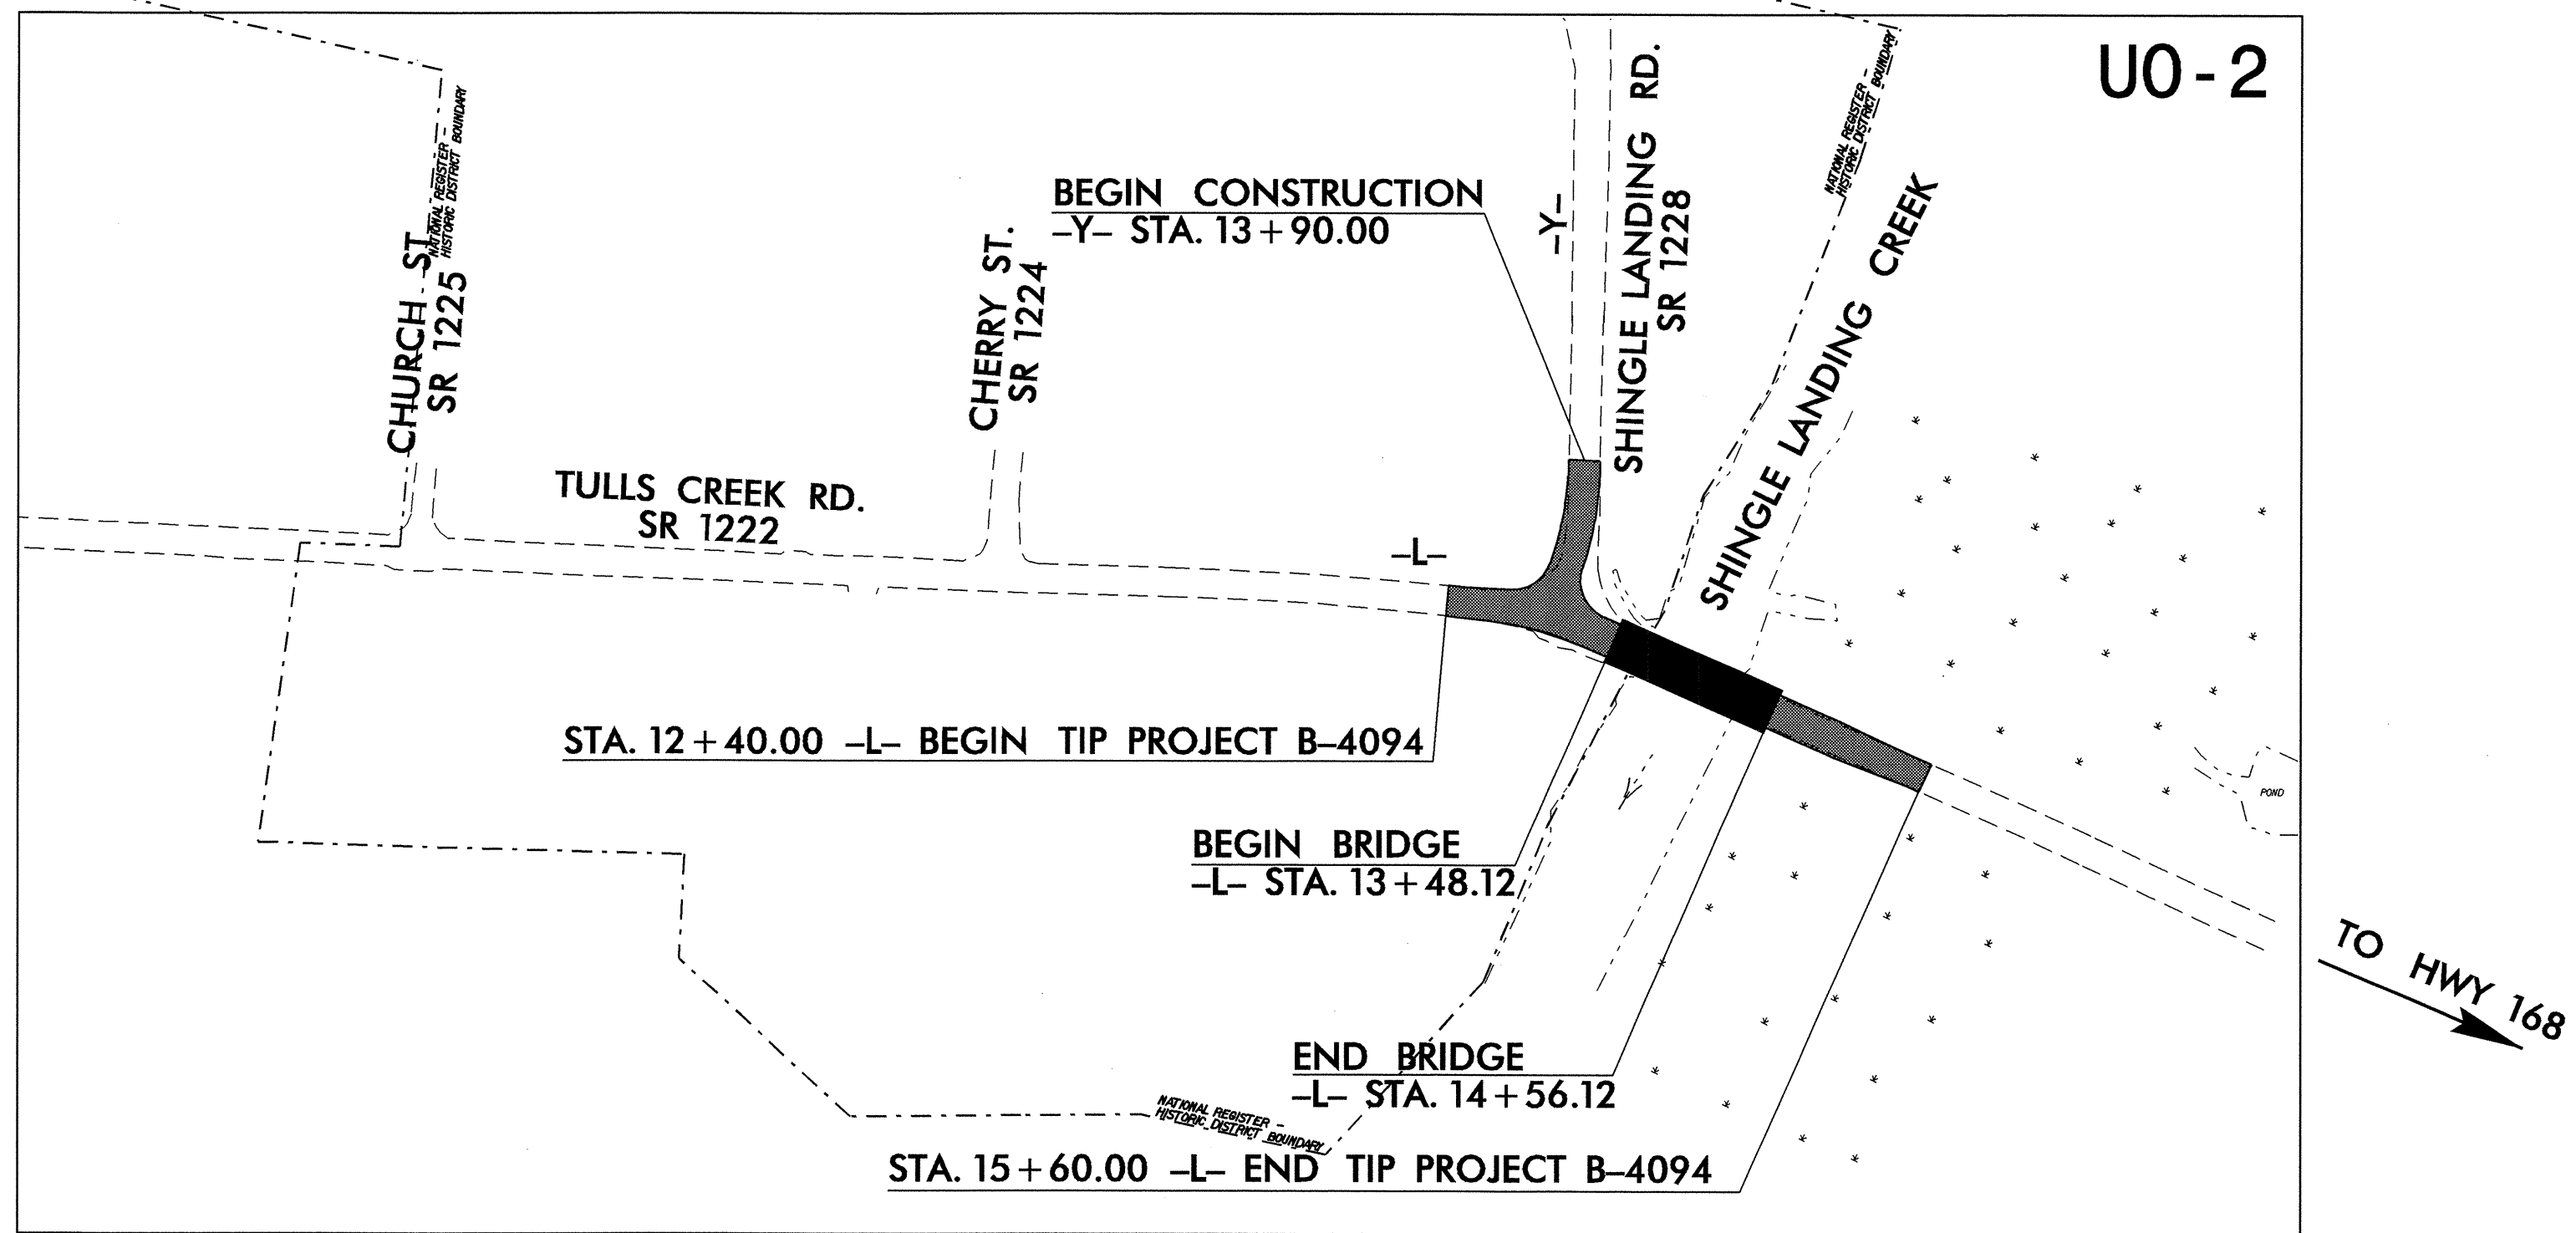 UO-2
NATIONAL REGISTER -
HISTORIC DISTRICT BOUNDARY
NATIONAL REGISTER -
HISTORIC DISTRICT BOUNDARY
BEGIN CONSTRUCTION
-Y- STA. 13+90.00
-Y-
SHINGLE LANDING RD.
SR 1228
SHINGLE LANDING CREEK
CHURCH ST.
SR 1225
CHERRY ST.
SR 1224
TULLS CREEK RD.
SR 1222
-L-
STA. 12+40.00 -L- BEGIN TIP PROJECT B-4094
POND
BEGIN BRIDGE
-L- STA. 13+48.12
TO HWY 168
END BRIDGE
-L- STA. 14+56.12
NATIONAL REGISTER -
HISTORIC DISTRICT BOUNDARY
STA. 15+60.00 -L- END TIP PROJECT B-4094